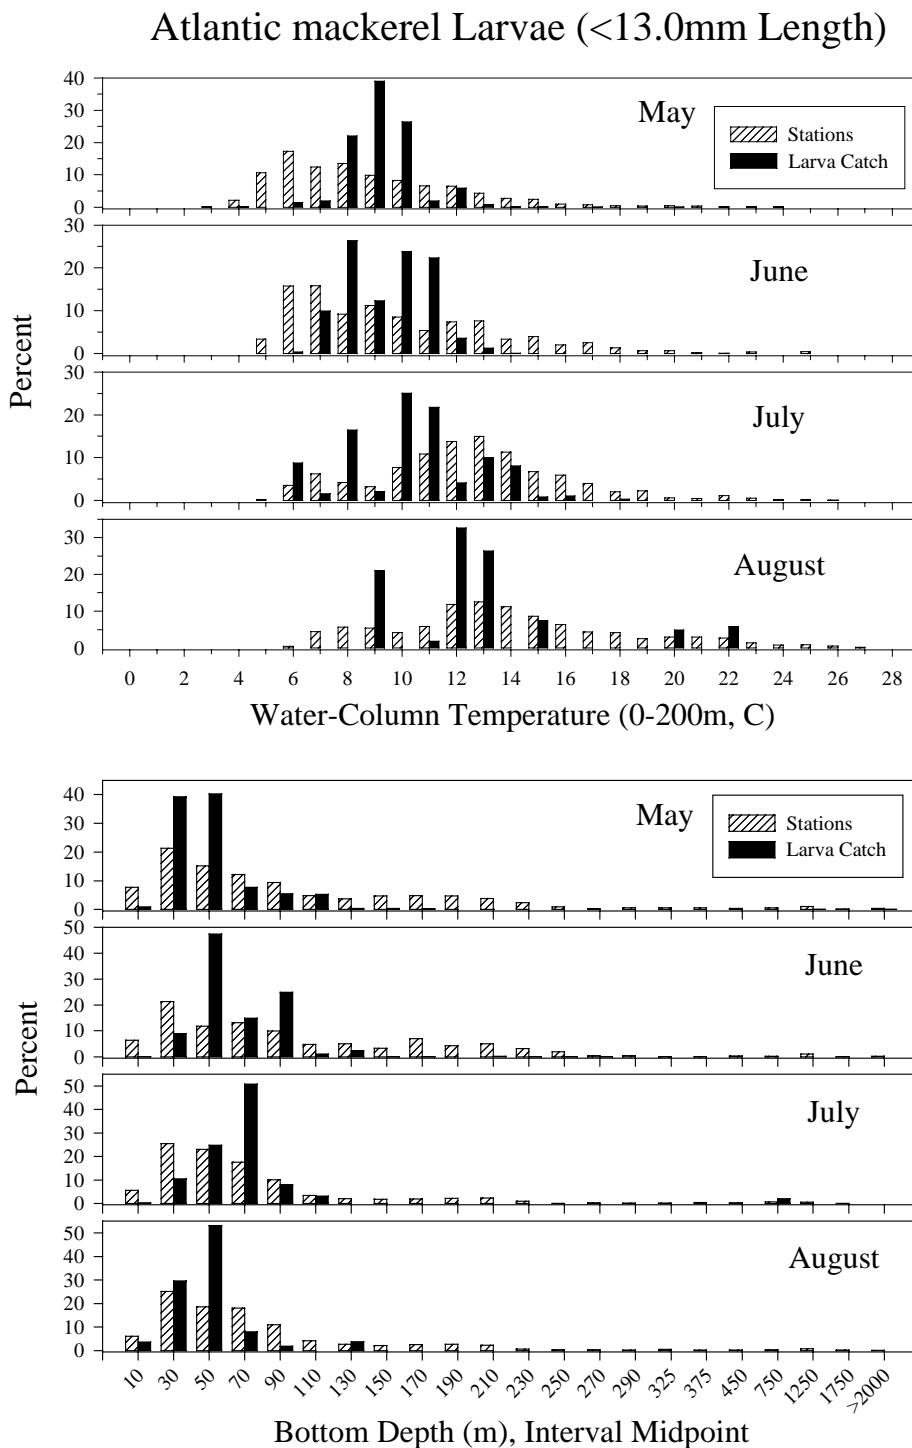 Atlantic mackerel Larvae (<13.0mm Length)
40
30
20
10
0
May
Stations
Larva Catch
30
20
10
0
June
Percent
30
20
10
0
July
30
20
10
0
August
0 2 4 6 8 10 12 14 16 18 20 22 24 26 28
Water-Column Temperature (0-200m, C)
40
30
20
10
0
May
Stations
Larva Catch
50
40
30
20
10
0
June
Percent
50
40
30
20
10
0
July
50
40
30
20
10
0
August
10 30 50 70 90 110 130 150 170 190 210 230 250 270 290 325 375 450 750 1250 1750 >2000
Bottom Depth (m), Interval Midpoint